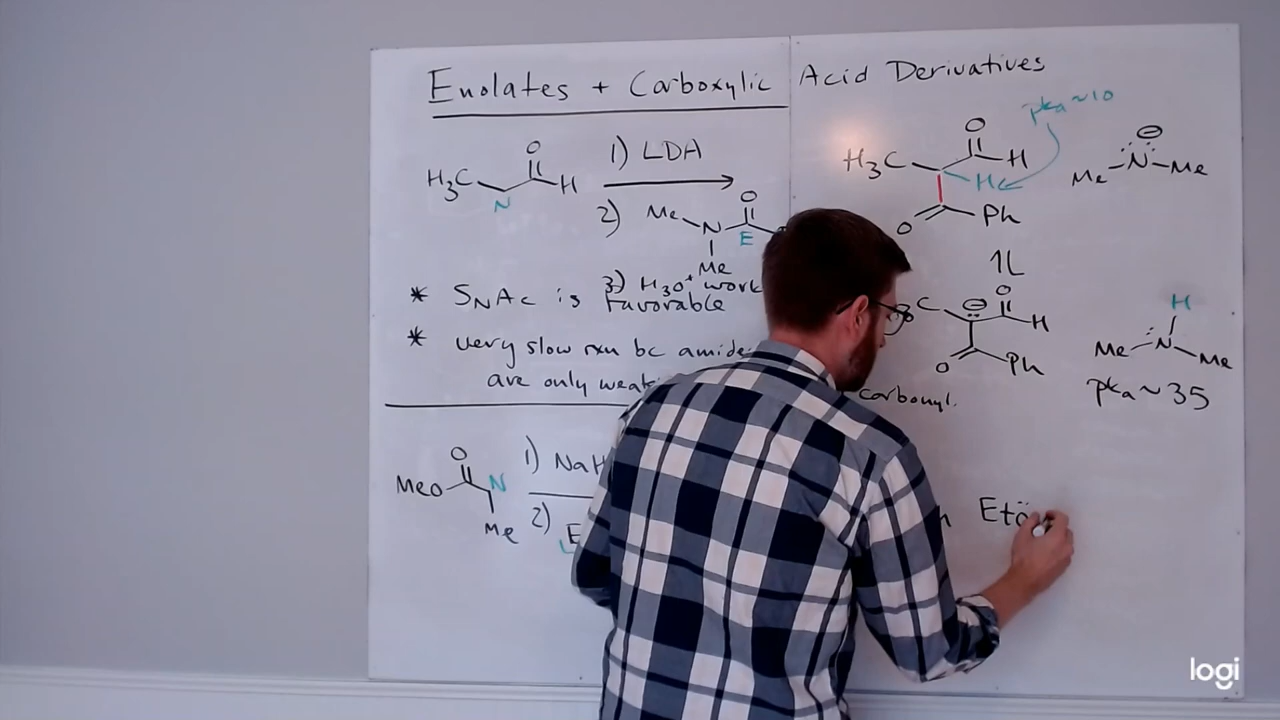 Enolates + Carboxylic Acid Derivatives
H₃C O H N
1) LDA
2) Me N O E
Me
3) H₃O⁺ work
* SNAc is favorable
* very slow rxn bc amide
are only weak
carbonyl.
H₃C O H H
O Ph
pka~10
Me N ⊖ Me
1L
C ⊖ O H
O Ph
H
Me N Me
pka~35
MeO O N
Me
1) NaH
2) E
Etö
logi